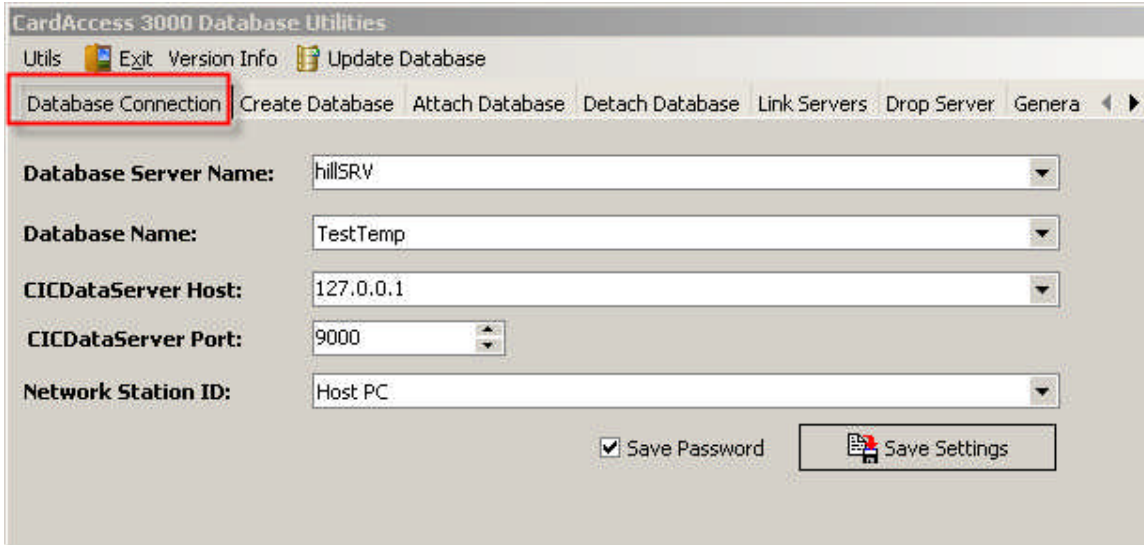 CardAccess 3000 Database Utilities
Utils Exit Version Info Update Database
Database Connection Create Database Attach Database Detach Database Link Servers Drop Server Genera
Database Server Name: hillSRV
Database Name: TestTemp
CICDataServer Host: 127.0.0.1
CICDataServer Port: 9000
Network Station ID: Host PC
Save Password Save Settings